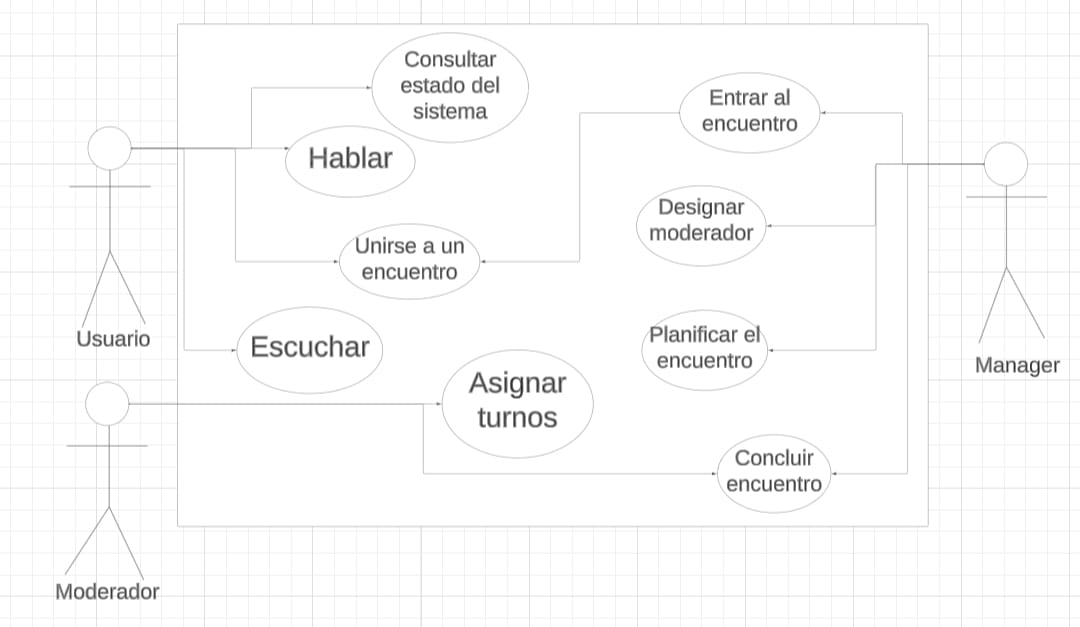 Consultar
estado del
sistema
Entrar al
encuentro
Hablar
Designar
moderador
Unirse a un
encuentro
Usuario
Escuchar
Planificar el
encuentro
Manager
Asignar
turnos
Concluir
encuentro
Moderador